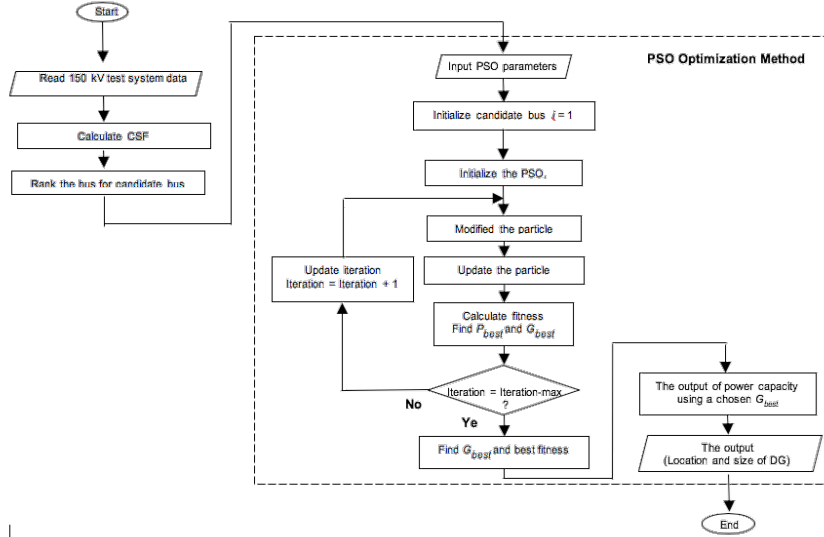 Start
Read 150 kV test system data
Calculate CSF
Rank the bus for candidate bus
PSO Optimization Method
Input PSO parameters
Initialize candidate bus i = 1
Initialize the PSO.
Modified the particle
Update the particle
Update iteration
Iteration = Iteration + 1
Calculate fitness
Find Pbest and Gbest
Iteration = Iteration-max
?
No
Ye
Find Gbest and best fitness
The output of power capacity
using a chosen Gbest
The output
(Location and size of DG)
End